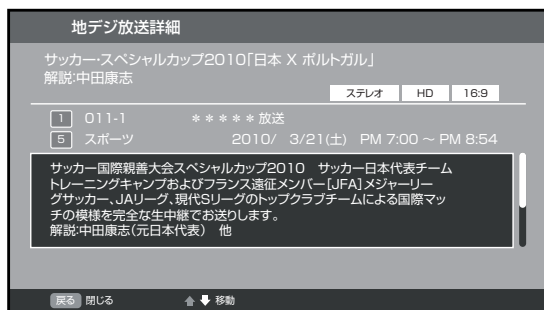 地デジ放送詳細
サッカー・スペシャルカップ2010「日本 X ポルトガル」
解説:中田康志
ステレオ HD 16:9
1 011-1 ＊＊＊＊＊放送
5 スポーツ 2010/ 3/21(土) PM 7:00 ～ PM 8:54
サッカー国際親善大会スペシャルカップ2010 サッカー日本代表チーム
トレーニングキャンプおよびフランス遠征メンバー[JFA]メジャーリー
グサッカー、JAリーグ、現代Sリーグのトップクラブチームによる国際マッ
チの模様を完全な生中継でお送りします。
解説:中田康志(元日本代表) 他
戻る 閉じる ⬆⬇ 移動